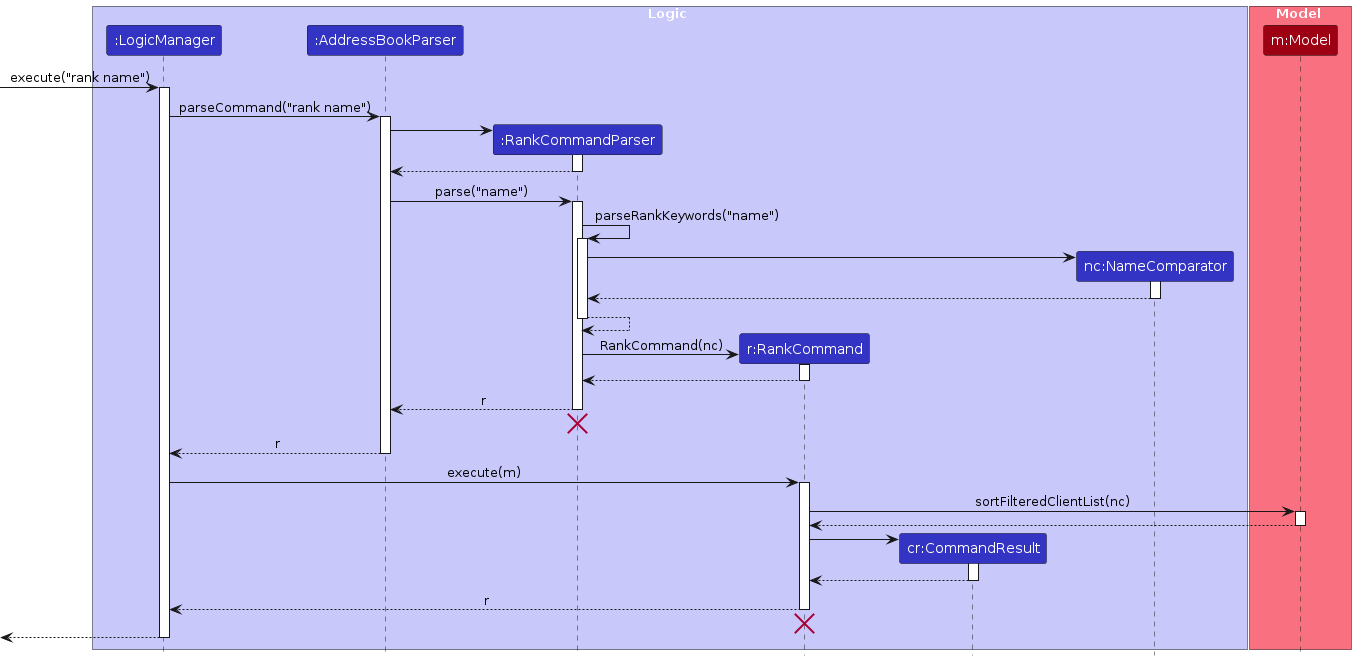 Logic
Model
:LogicManager
:AddressBookParser
m:Model
execute("rank name")
parseCommand("rank name")
:RankCommandParser
parse("name")
parseRankKeywords("name")
nc:NameComparator
RankCommand(nc)
r:RankCommand
r
r
execute(m)
sortFilteredClientList(nc)
cr:CommandResult
r